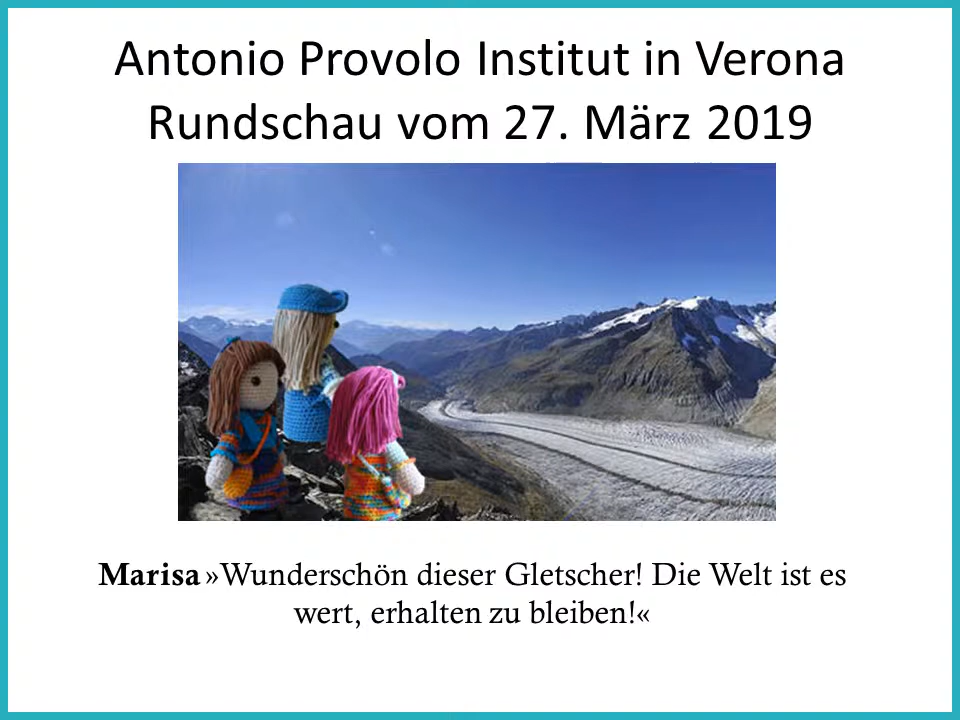 Antonio Provolo Institut in Verona
Rundschau vom 27. März 2019
Marisa »Wunderschön dieser Gletscher! Die Welt ist es
wert, erhalten zu bleiben!«